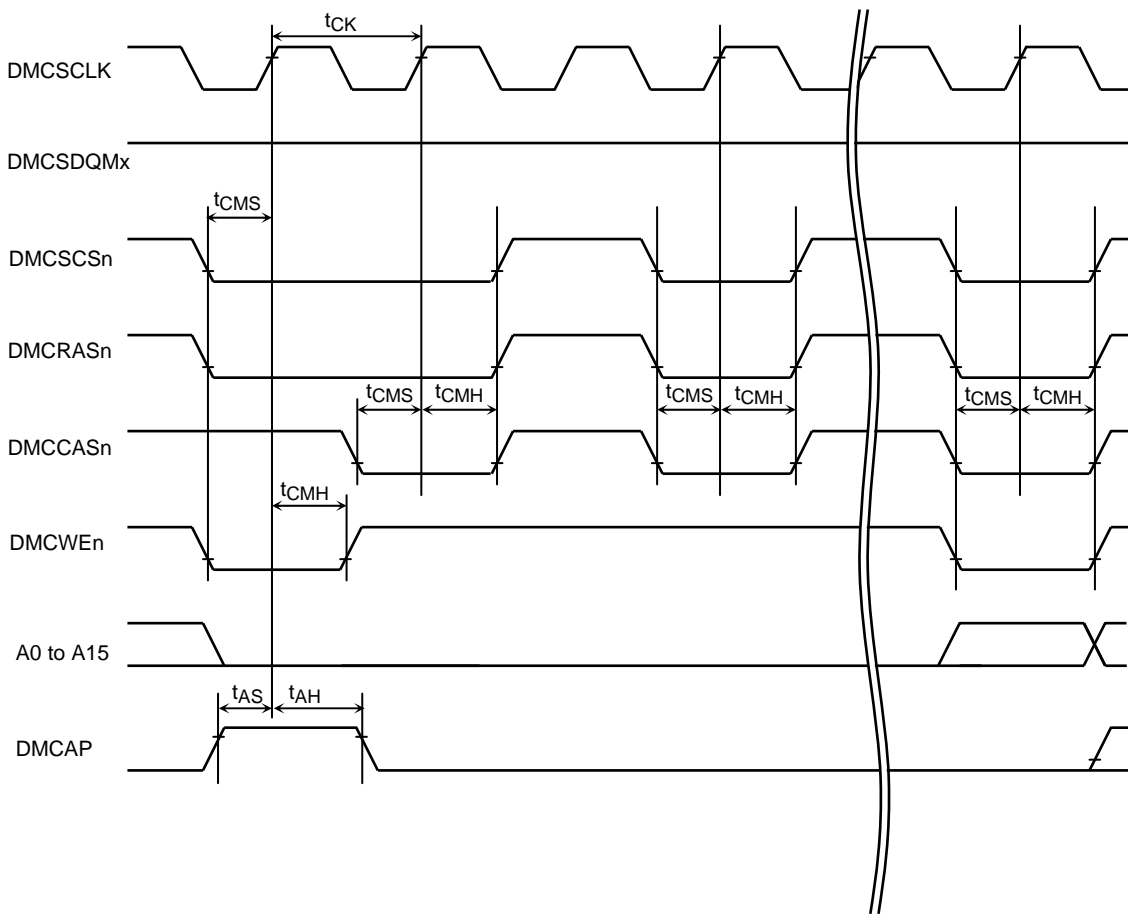 tCK
DMCSCLK
DMCSDQMx
tCMS
DMCSCSn
DMCRASn
tCMS tCMH tCMS tCMH tCMS tCMH
DMCCASn
tCMH
DMCWEn
A0 to A15
tAS tAH
DMCAP